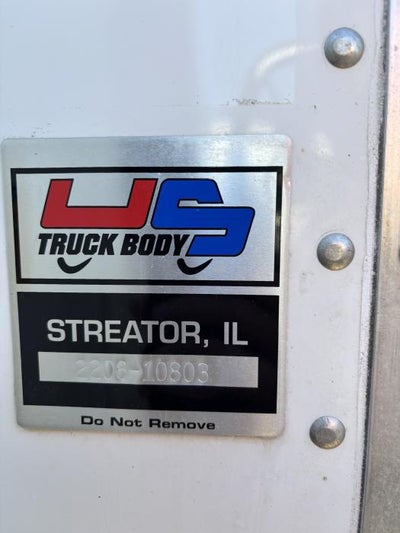 US
TRUCK BODY
STREATOR, IL
2206-10803
Do Not Remove